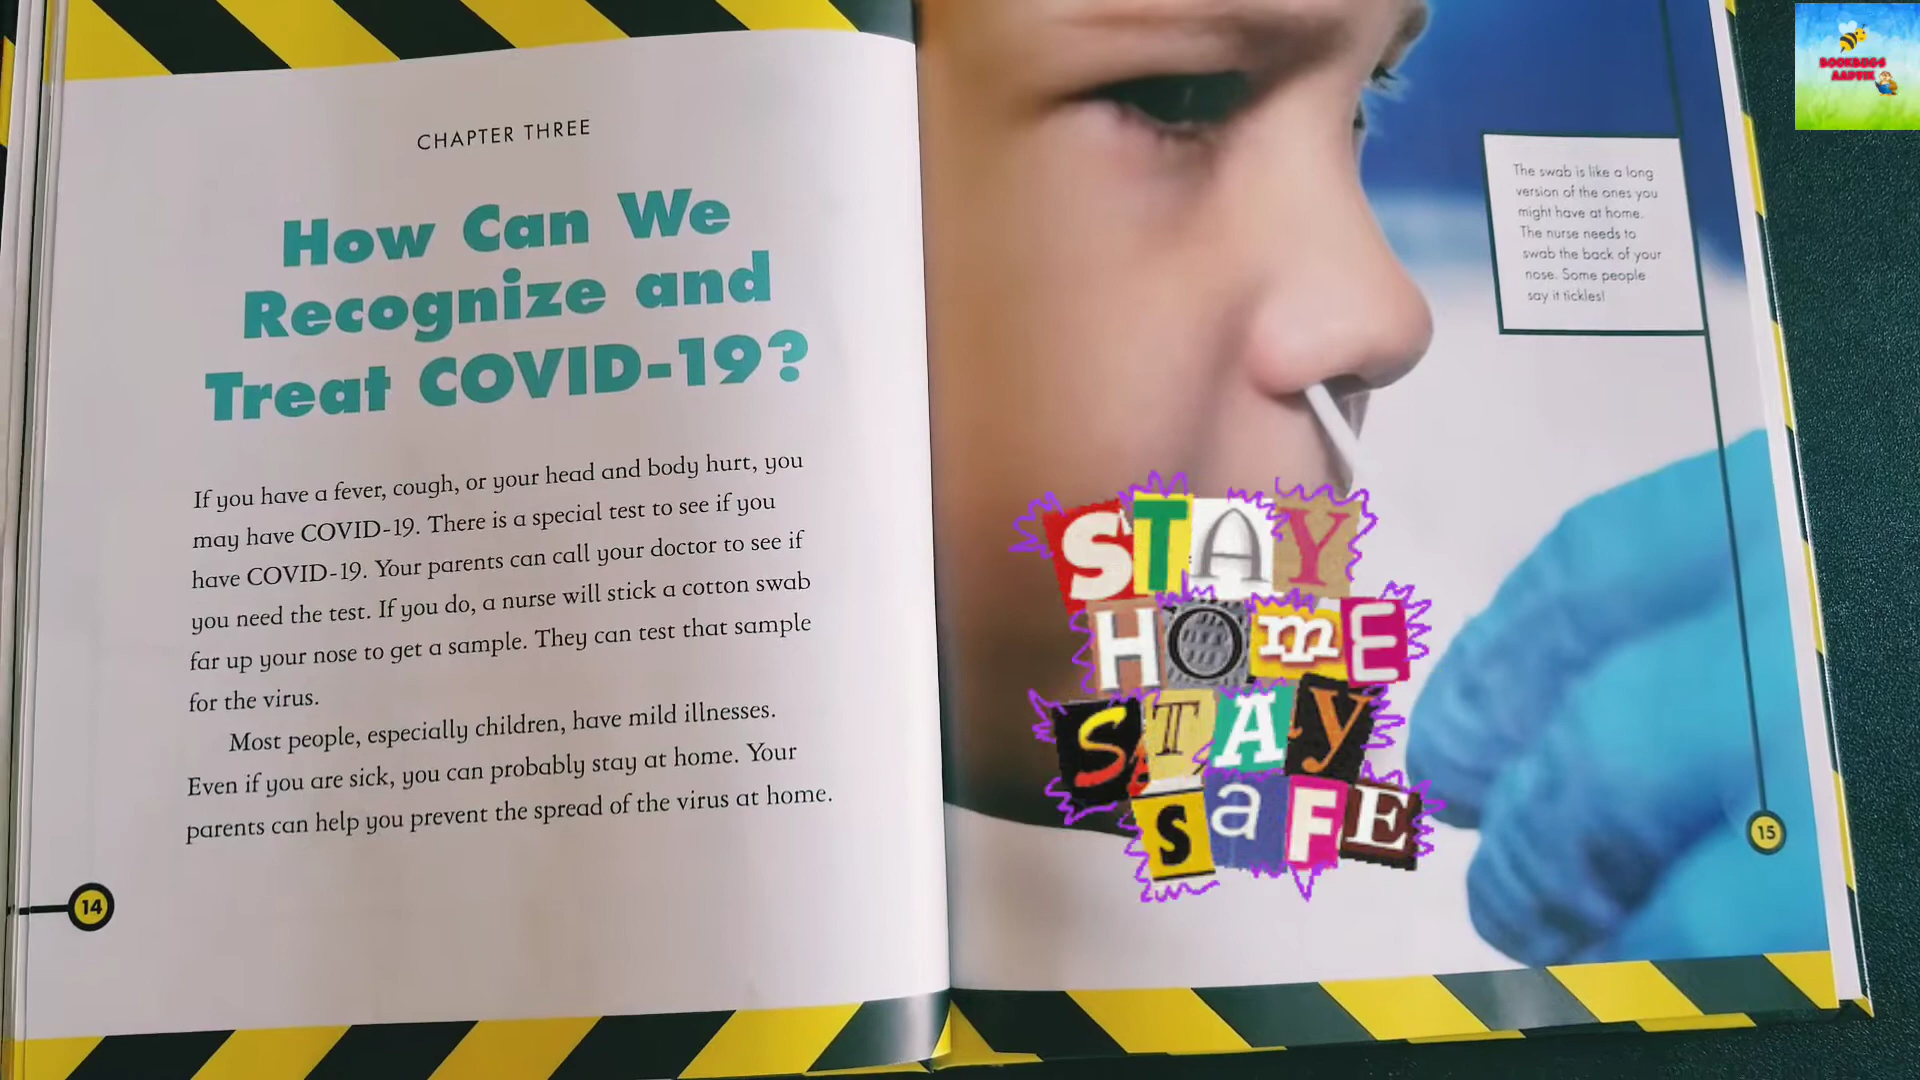 CHAPTER THREE
How Can We
Recognize and
Treat COVID-19?
If you have a fever, cough, or your head and body hurt, you
may have COVID-19. There is a special test to see if you
have COVID-19. Your parents can call your doctor to see if
you need the test. If you do, a nurse will stick a cotton swab
far up your nose to get a sample. They can test that sample
for the virus.
Most people, especially children, have mild illnesses.
Even if you are sick, you can probably stay at home. Your
parents can help you prevent the spread of the virus at home.
14
The swab is like a long
version of the ones you
might have at home.
The nurse needs to
swab the back of your
nose. Some people
say it tickles!
STAY
HOmE
STAy
SaFE
15
BOOKBUGS
AADVIK